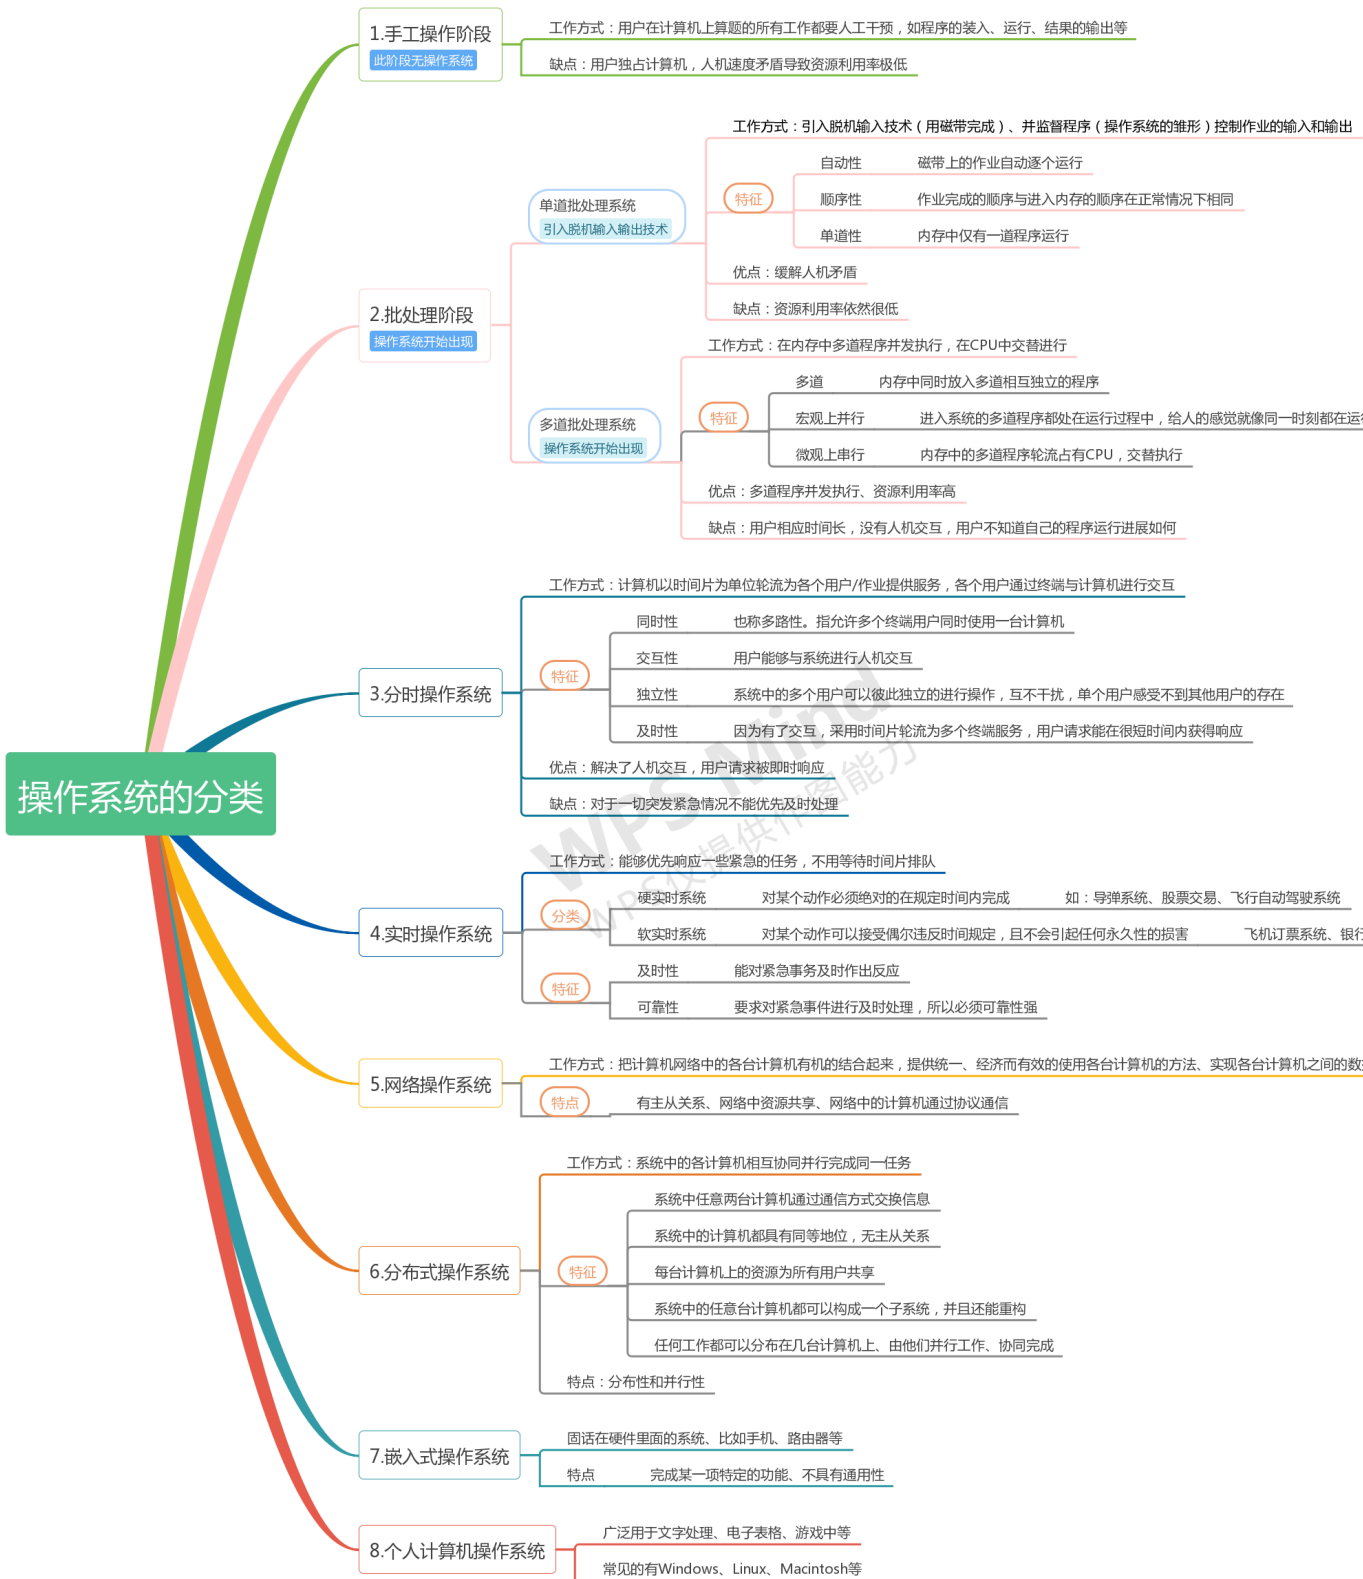 操作系统的分类
1.手工操作阶段
此阶段无操作系统
工作方式：用户在计算机上算题的所有工作都要人工干预，如程序的装入、运行、结果的输出等
缺点：用户独占计算机，人机速度矛盾导致资源利用率极低
2.批处理阶段
操作系统开始出现
单道批处理系统
引入脱机输入输出技术
工作方式：引入脱机输入技术（用磁带完成）、并监督程序（操作系统的雏形）控制作业的输入和输出
特征
自动性 磁带上的作业自动逐个运行
顺序性 作业完成的顺序与进入内存的顺序在正常情况下相同
单道性 内存中仅有一道程序运行
优点：缓解人机矛盾
缺点：资源利用率依然很低
多道批处理系统
操作系统开始出现
工作方式：在内存中多道程序并发执行，在CPU中交替进行
特征
多道 内存中同时放入多道相互独立的程序
宏观上并行 进入系统的多道程序都处在运行过程中，给人的感觉就像同一时刻都在运
微观上串行 内存中的多道程序轮流占有CPU，交替执行
优点：多道程序并发执行、资源利用率高
缺点：用户相应时间长，没有人机交互，用户不知道自己的程序运行进展如何
3.分时操作系统
工作方式：计算机以时间片为单位轮流为各个用户/作业提供服务，各个用户通过终端与计算机进行交互
特征
同时性 也称多路性。指允许多个终端用户同时使用一台计算机
交互性 用户能够与系统进行人机交互
独立性 系统中的多个用户可以彼此独立的进行操作，互不干扰，单个用户感受不到其他用户的存在
及时性 因为有了交互，采用时间片轮流为多个终端服务，用户请求能在很短时间内获得响应
优点：解决了人机交互，用户请求被即时响应
缺点：对于一切突发紧急情况不能优先及时处理
4.实时操作系统
工作方式：能够优先响应一些紧急的任务，不用等待时间片排队
分类
硬实时系统 对某个动作必须绝对的在规定时间内完成 如：导弹系统、股票交易、飞行自动驾驶系统
软实时系统 对某个动作可以接受偶尔违反时间规定，且不会引起任何永久性的损害 飞机订票系统、银行
特征
及时性 能对紧急事务及时作出反应
可靠性 要求对紧急事件进行及时处理，所以必须可靠性强
5.网络操作系统
工作方式：把计算机网络中的各台计算机有机的结合起来，提供统一、经济而有效的使用各台计算机的方法、实现各台计算机之间的数
特点
有主从关系、网络中资源共享、网络中的计算机通过协议通信
6.分布式操作系统
工作方式：系统中的各计算机相互协同并行完成同一任务
特征
系统中任意两台计算机通过通信方式交换信息
系统中的计算机都具有同等地位，无主从关系
每台计算机上的资源为所有用户共享
系统中的任意台计算机都可以构成一个子系统，并且还能重构
任何工作都可以分布在几台计算机上、由他们并行工作、协同完成
特点：分布性和并行性
7.嵌入式操作系统
固话在硬件里面的系统、比如手机、路由器等
特点 完成某一项特定的功能、不具有通用性
8.个人计算机操作系统
广泛用于文字处理、电子表格、游戏中等
常见的有Windows、Linux、Macintosh等
WPS Mind
WPS仅提供作图能力